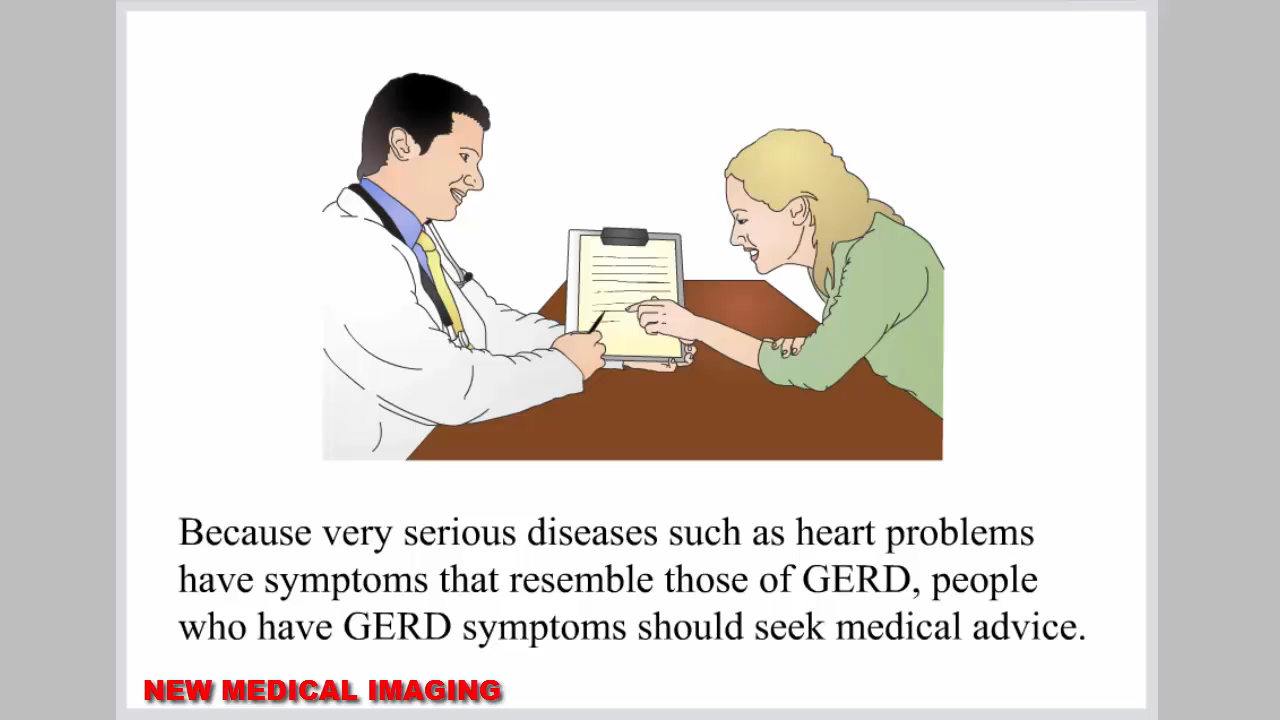 Because very serious diseases such as heart problems
have symptoms that resemble those of GERD, people
who have GERD symptoms should seek medical advice.
NEW MEDICAL IMAGING